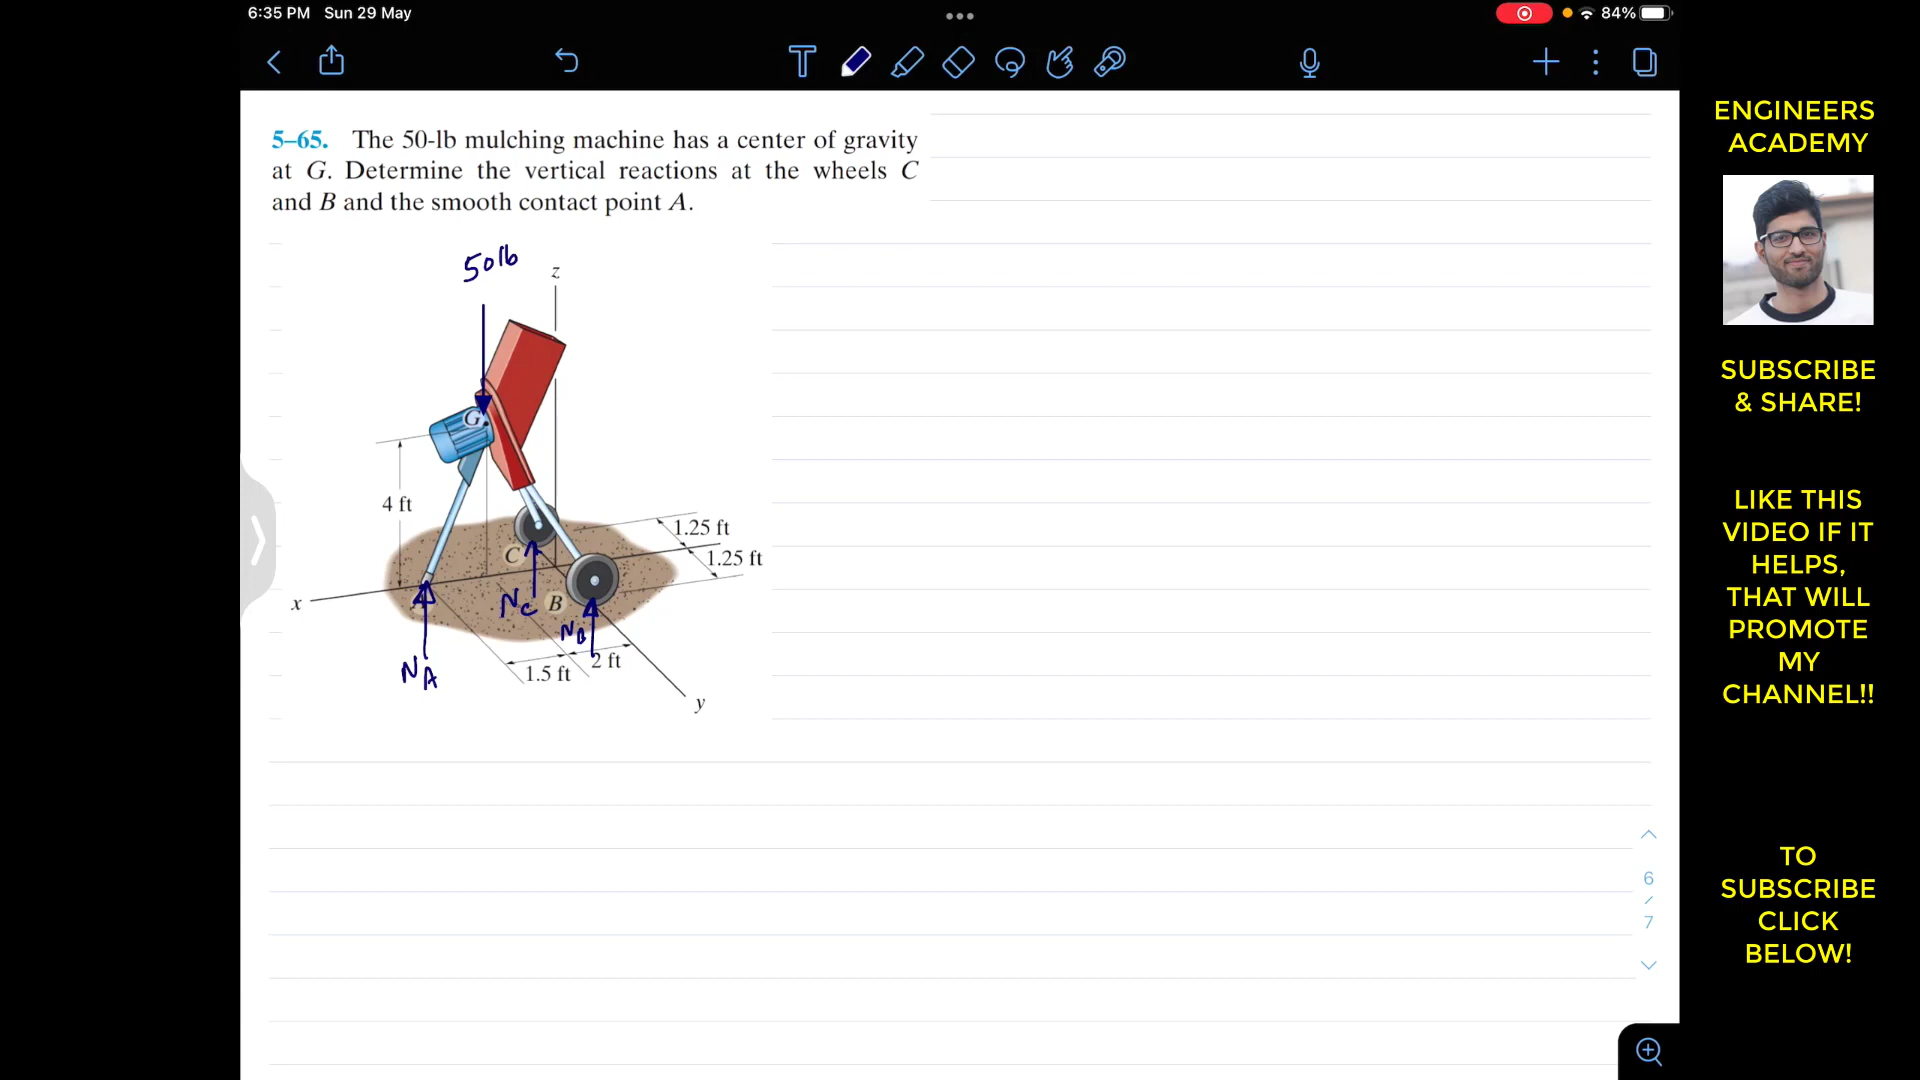 6:35 PM Sun 29 May
84%
5–65. The 50-lb mulching machine has a center of gravity
at G. Determine the vertical reactions at the wheels C
and B and the smooth contact point A.
50lb
z
G
4 ft
1.25 ft
1.25 ft
C
x
A
NC
B
NB
2 ft
1.5 ft
NA
y
6
/
7
ENGINEERS
ACADEMY
SUBSCRIBE
& SHARE!
LIKE THIS
VIDEO IF IT
HELPS,
THAT WILL
PROMOTE
MY
CHANNEL!!
TO
SUBSCRIBE
CLICK
BELOW!